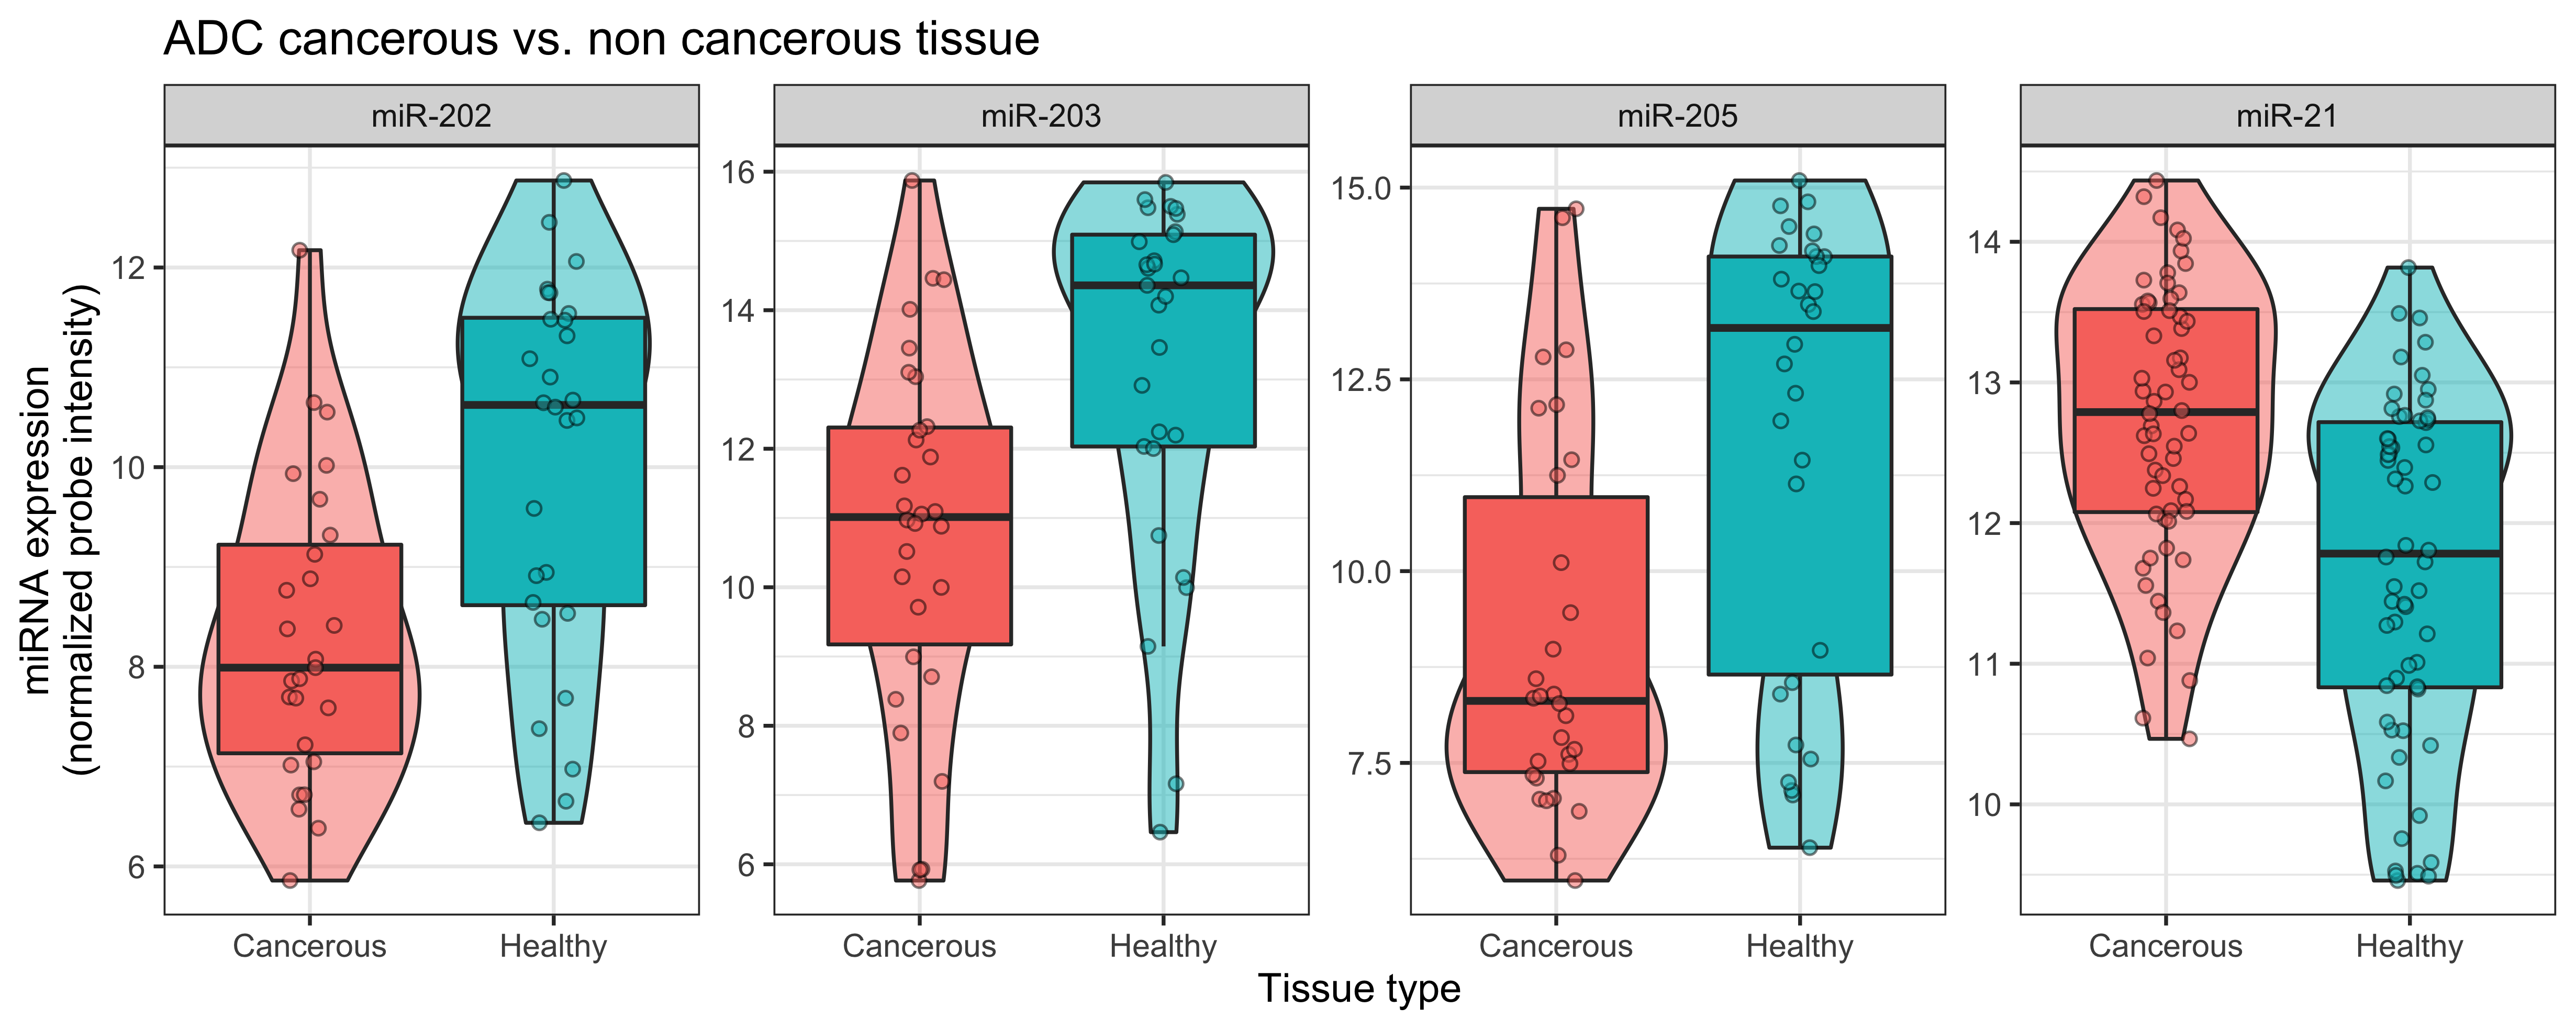 ADC cancerous vs. non cancerous tissue
miR-202
miR-203
miR-205
miR-21
miRNA expression
(normalized probe intensity)
12
10
8
6
16
14
12
10
8
6
15.0
12.5
10.0
7.5
14
13
12
11
10
Cancerous
Healthy
Cancerous
Healthy
Cancerous
Healthy
Cancerous
Healthy
Tissue type